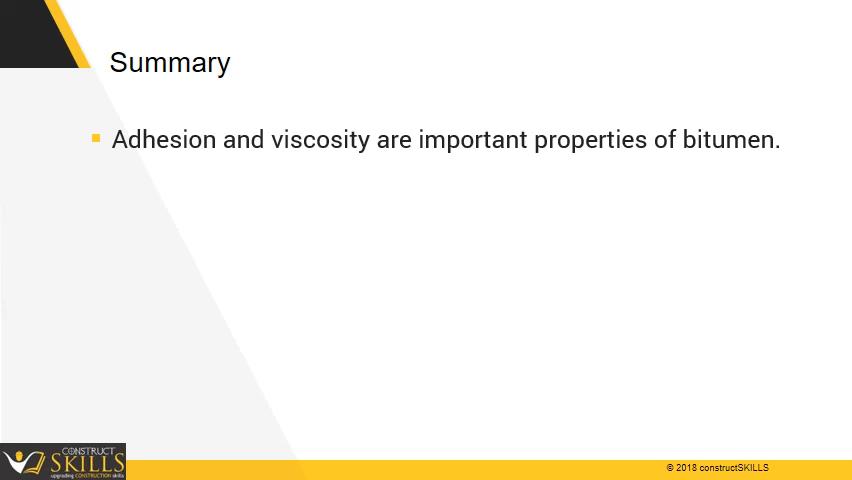 Summary
Adhesion and viscosity are important properties of bitumen.
CONSTRUCT
SKILLS
upgrading CONSTRUCTION skills
© 2018 constructSKILLS